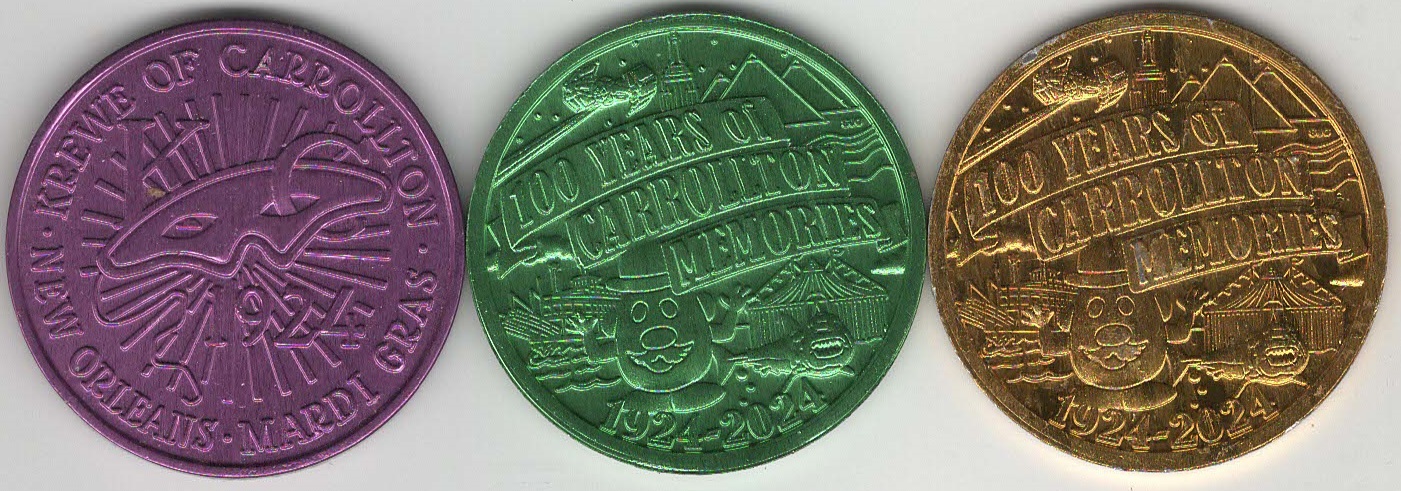 · KREWE OF CARROLLTON ·
NEW ORLEANS · MARDI GRAS ·
1924
100 YEARS OF
CARROLLTON
MEMORIES
1924-2024
100 YEARS OF
CARROLLTON
MEMORIES
1924-2024